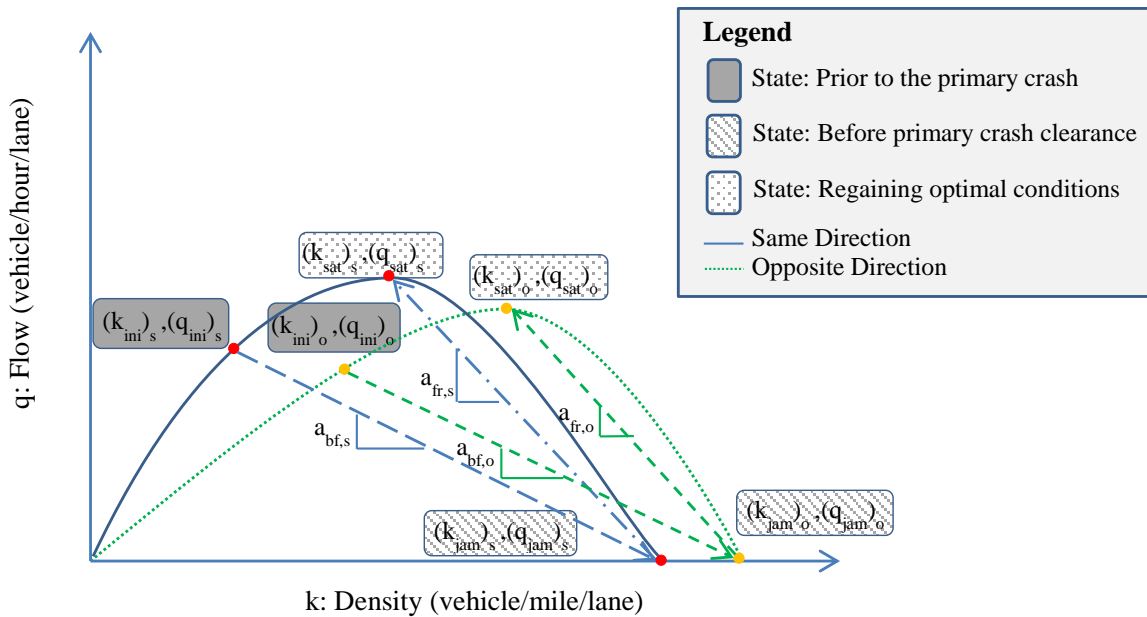 Legend
State: Prior to the primary crash
State: Before primary crash clearance
State: Regaining optimal conditions
Same Direction
Opposite Direction
q: Flow (vehicle/hour/lane)
(k_sat)_s ,(q_sat)_s
(k_sat)_o ,(q_sat)_o
(k_ini)_s ,(q_ini)_s
(k_ini)_o ,(q_ini)_o
a_fr,s
a_fr,o
a_bf,s
a_bf,o
(k_jam)_o ,(q_jam)_o
(k_jam)_s ,(q_jam)_s
k: Density (vehicle/mile/lane)